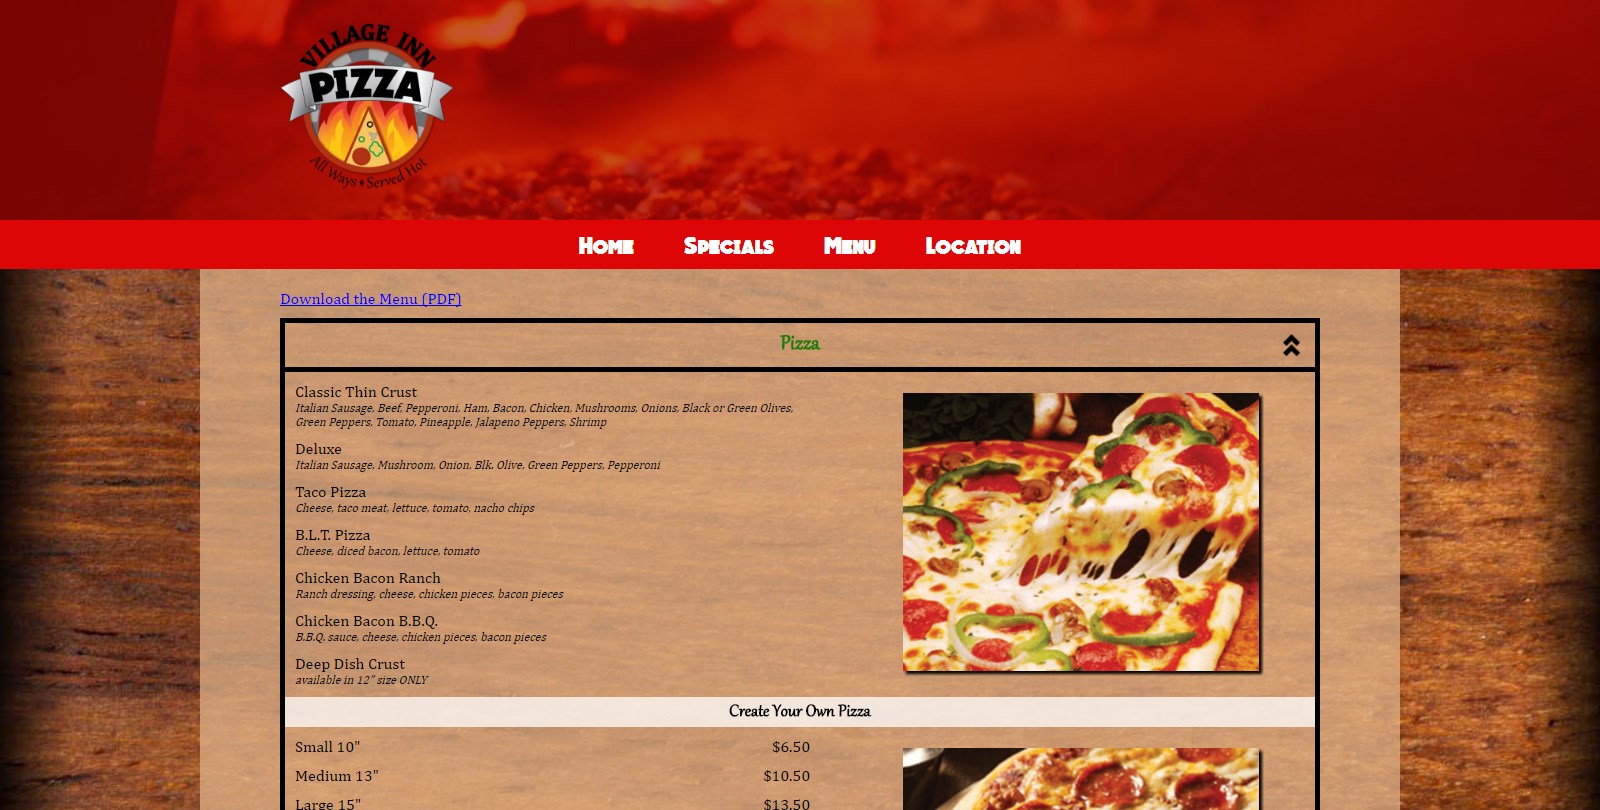 VILLAGE INN
PIZZA
All Ways • Served Hot
Home Specials Menu Location
Download the Menu (PDF)
Pizza
Classic Thin Crust
Italian Sausage, Beef, Pepperoni, Ham, Bacon, Chicken, Mushrooms, Onions, Black or Green Olives,
Green Peppers, Tomato, Pineapple, Jalapeno Peppers, Shrimp
Deluxe
Italian Sausage, Mushroom, Onion, Blk. Olive, Green Peppers, Pepperoni
Taco Pizza
Cheese, taco meat, lettuce, tomato, nacho chips
B.L.T. Pizza
Cheese, diced bacon, lettuce, tomato
Chicken Bacon Ranch
Ranch dressing, cheese, chicken pieces, bacon pieces
Chicken Bacon B.B.Q.
B.B.Q. sauce, cheese, chicken pieces, bacon pieces
Deep Dish Crust
available in 12" size ONLY
Create Your Own Pizza
Small 10" $6.50
Medium 13" $10.50
Large 15" $13.50